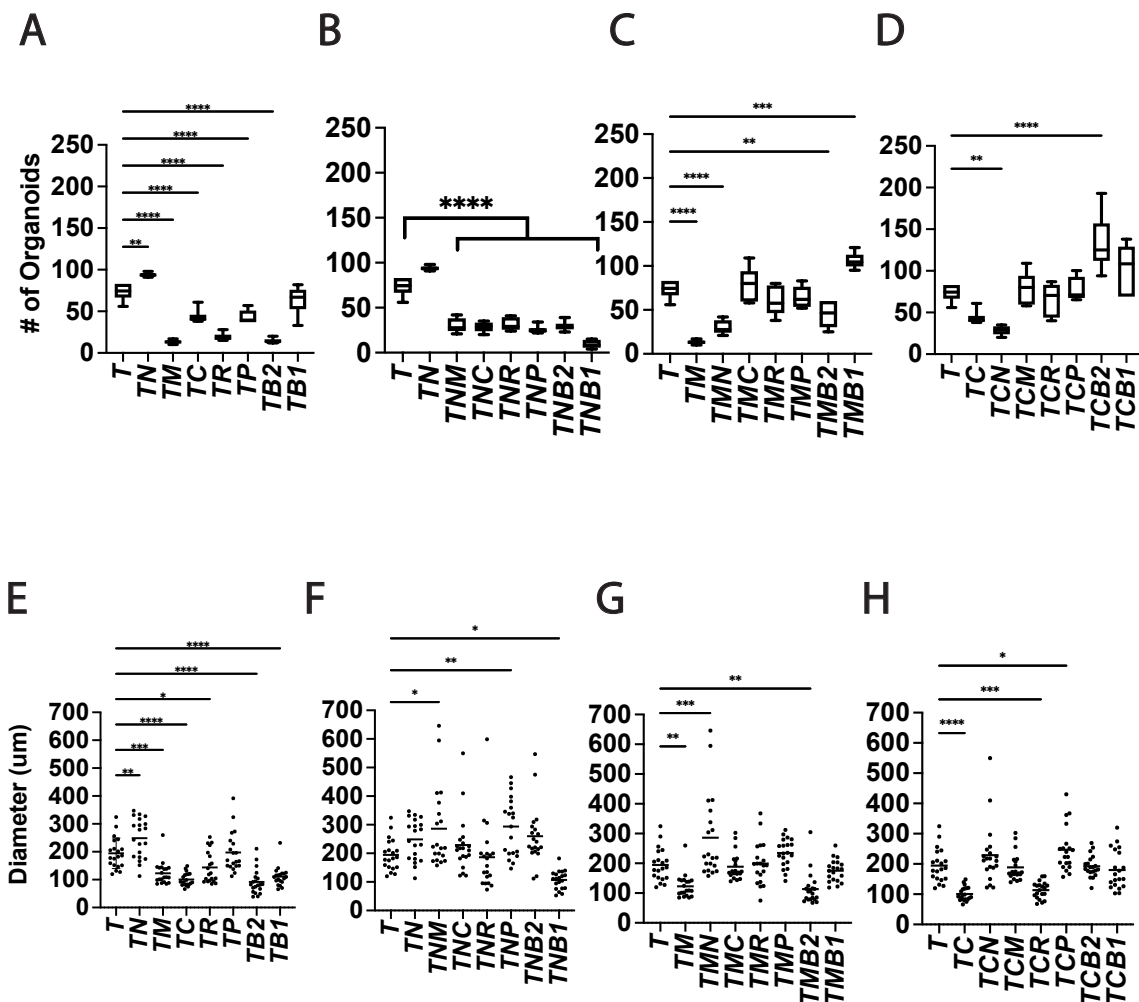 A
B
C
D
# of Organoids
****
****
****
****
****
**
250
200
150
100
50
0
T
TN
TM
TC
TR
TP
TB2
TB1
****
250
200
150
100
50
0
T
TN
TNM
TNC
TNR
TNP
TNB2
TNB1
***
**
****
****
250
200
150
100
50
0
T
TM
TMN
TMC
TMR
TMP
TMB2
TMB1
****
**
250
200
150
100
50
0
T
TC
TCN
TCM
TCR
TCP
TCB2
TCB1
E
F
G
H
Diameter (um)
****
****
*
****
***
**
700
600
500
400
300
200
100
0
T
TN
TM
TC
TR
TP
TB2
TB1
*
**
*
700
600
500
400
300
200
100
0
T
TN
TNM
TNC
TNR
TNP
TNB2
TNB1
**
***
**
700
600
500
400
300
200
100
0
T
TM
TMN
TMC
TMR
TMP
TMB2
TMB1
*
***
****
700
600
500
400
300
200
100
0
T
TC
TCN
TCM
TCR
TCP
TCB2
TCB1